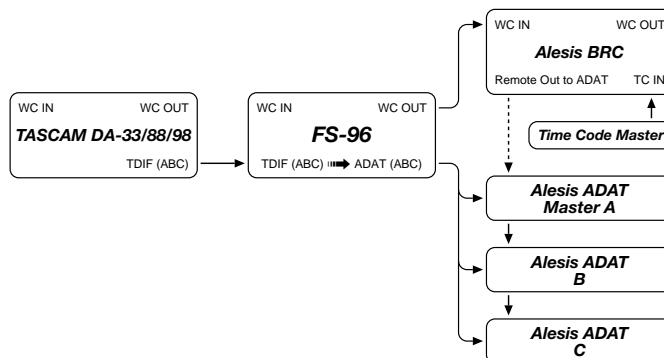 WC IN WC OUT
TASCAM DA-33/88/98
TDIF (ABC)
WC IN WC OUT
FS-96
TDIF (ABC) ADAT (ABC)
WC IN WC OUT
Alesis BRC
Remote Out to ADAT TC IN
Time Code Master
Alesis ADAT
Master A
Alesis ADAT
B
Alesis ADAT
C